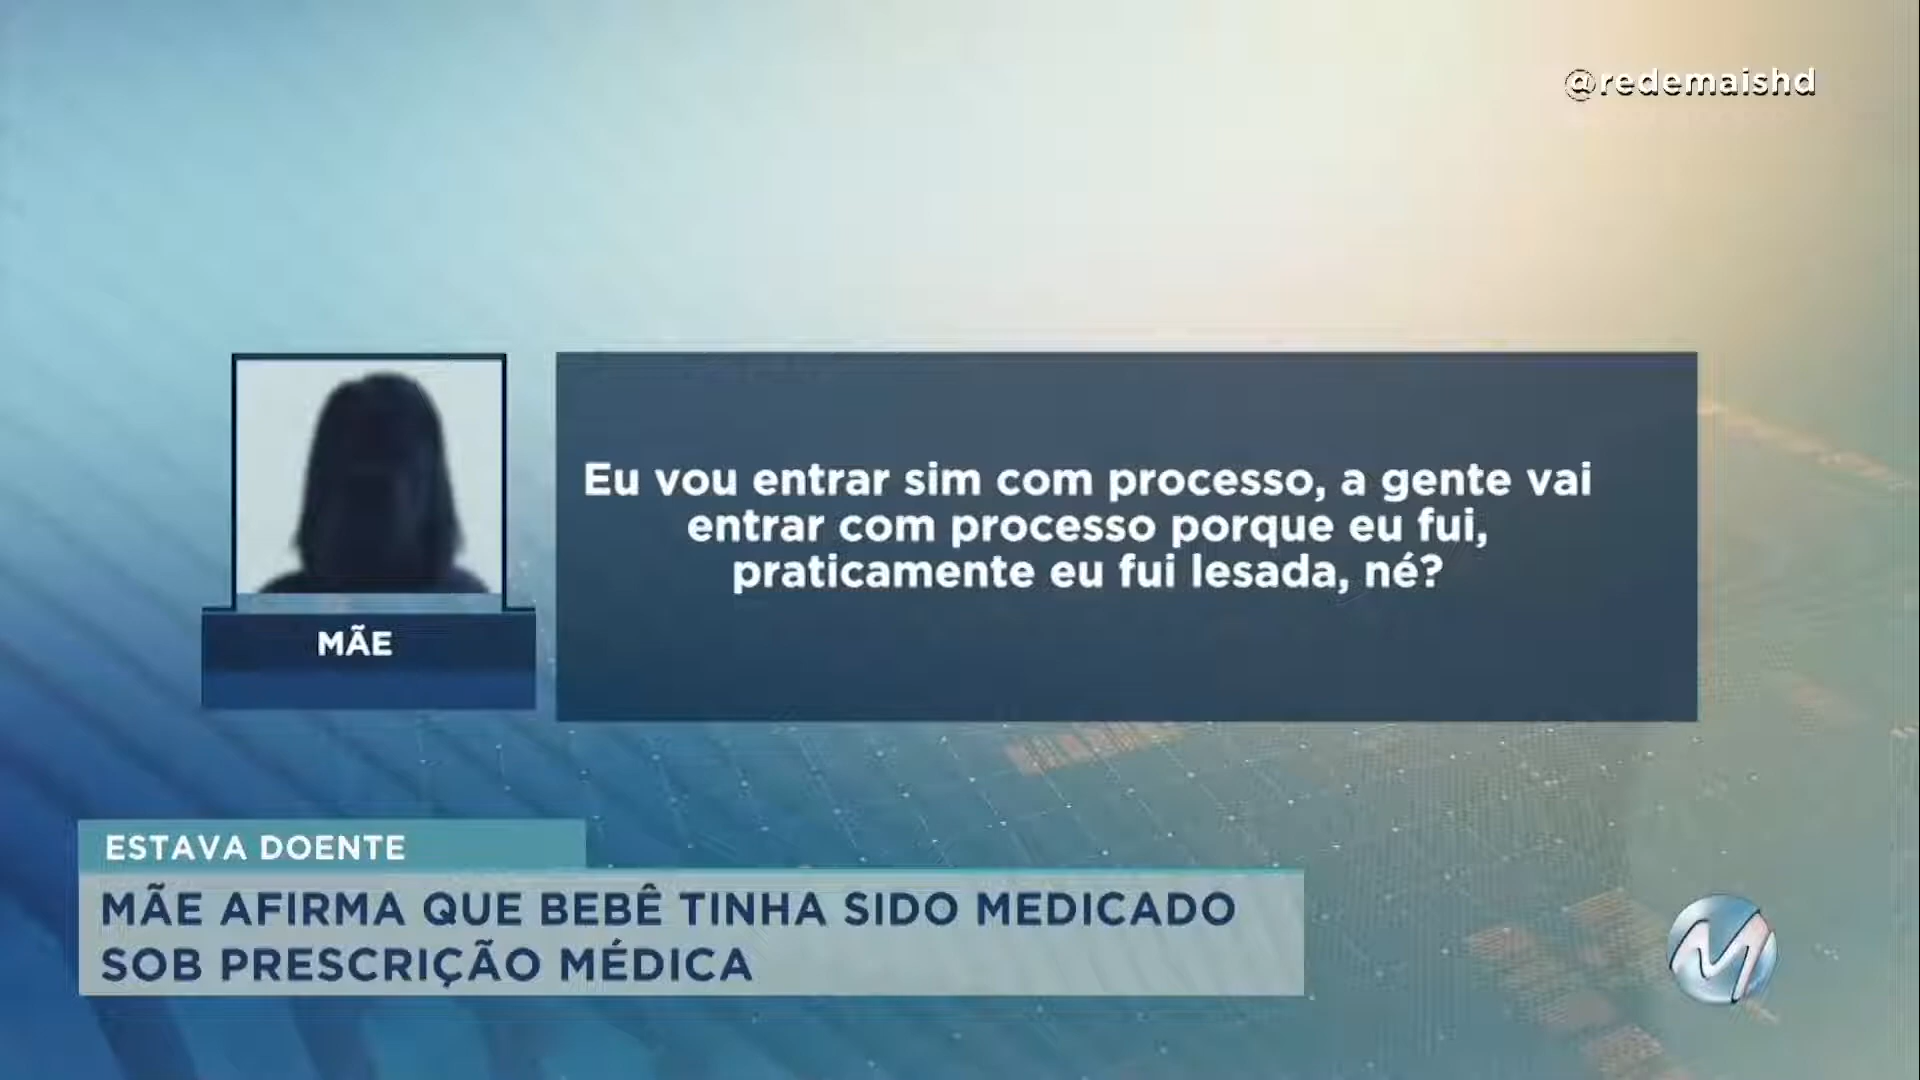 @redemaishd
Eu vou entrar sim com processo, a gente vai
entrar com processo porque eu fui,
praticamente eu fui lesada, né?
MÃE
ESTAVA DOENTE
MÃE AFIRMA QUE BEBÊ TINHA SIDO MEDICADO
SOB PRESCRIÇÃO MÉDICA
M